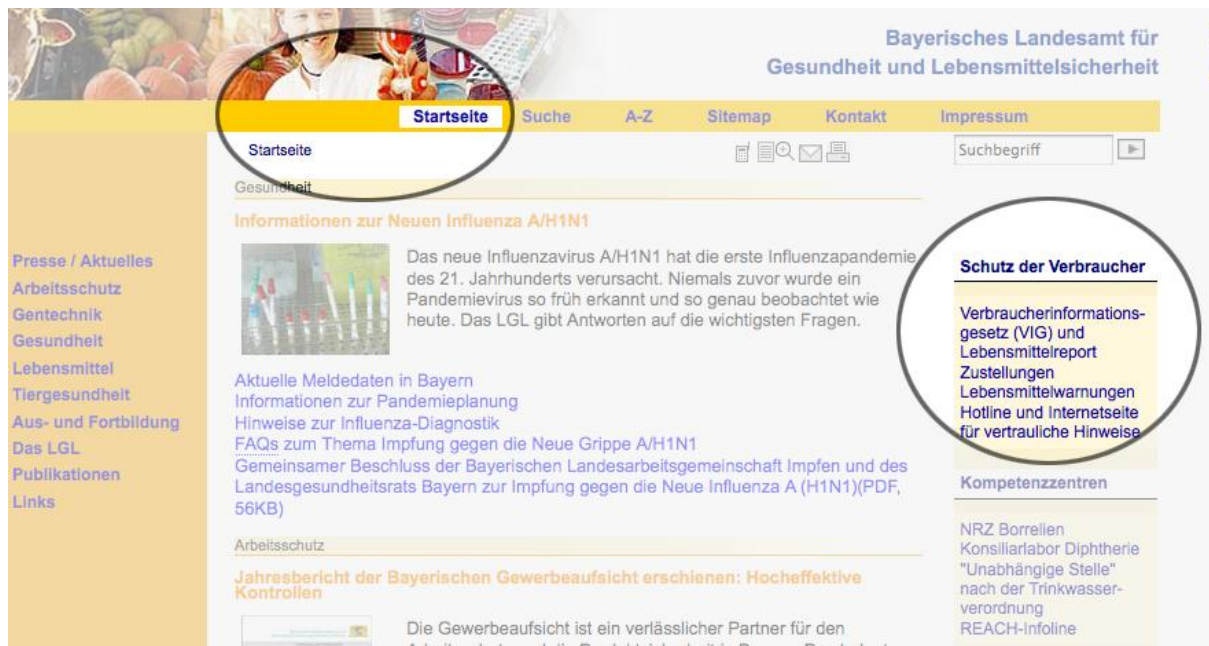 Bayerisches Landesamt für
Gesundheit und Lebensmittelsicherheit
Startseite Suche A-Z Sitemap Kontakt Impressum
Startseite
Suchbegriff
Presse / Aktuelles
Arbeitsschutz
Gentechnik
Gesundheit
Lebensmittel
Tiergesundheit
Aus- und Fortbildung
Das LGL
Publikationen
Links
Gesundheit
Informationen zur Neuen Influenza A/H1N1
Das neue Influenzavirus A/H1N1 hat die erste Influenzapandemie
des 21. Jahrhunderts verursacht. Niemals zuvor wurde ein
Pandemievirus so früh erkannt und so genau beobachtet wie
heute. Das LGL gibt Antworten auf die wichtigsten Fragen.
Aktuelle Meldedaten in Bayern
Informationen zur Pandemieplanung
Hinweise zur Influenza-Diagnostik
FAQs zum Thema Impfung gegen die Neue Grippe A/H1N1
Gemeinsamer Beschluss der Bayerischen Landesarbeitsgemeinschaft Impfen und des
Landesgesundheitsrats Bayern zur Impfung gegen die Neue Influenza A (H1N1)(PDF,
56KB)
Arbeitsschutz
Jahresbericht der Bayerischen Gewerbeaufsicht erschienen: Hocheffektive
Kontrollen
Die Gewerbeaufsicht ist ein verlässlicher Partner für den
Schutz der Verbraucher
Verbraucherinformations-
gesetz (VIG) und
Lebensmittelreport
Zustellungen
Lebensmittelwarnungen
Hotline und Internetseite
für vertrauliche Hinweise
Kompetenzzentren
NRZ Borrelien
Konsiliarlabor Diphtherie
"Unabhängige Stelle"
nach der Trinkwasser-
verordnung
REACH-Infoline